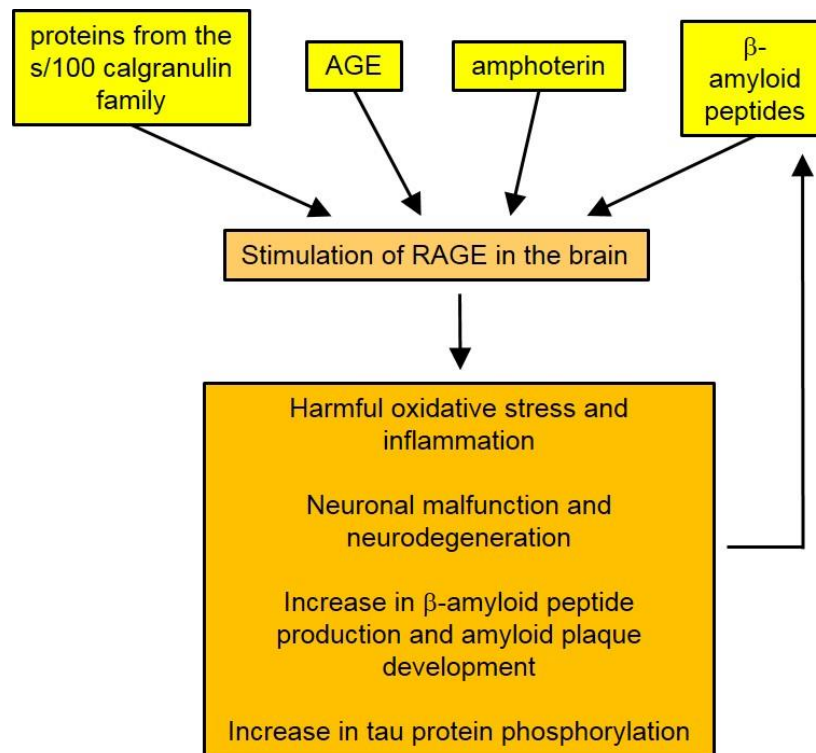 proteins from the
s/100 calgranulin
family
AGE
amphoterin
β-
amyloid
peptides
Stimulation of RAGE in the brain
Harmful oxidative stress and
inflammation
Neuronal malfunction and
neurodegeneration
Increase in β-amyloid peptide
production and amyloid plaque
development
Increase in tau protein phosphorylation